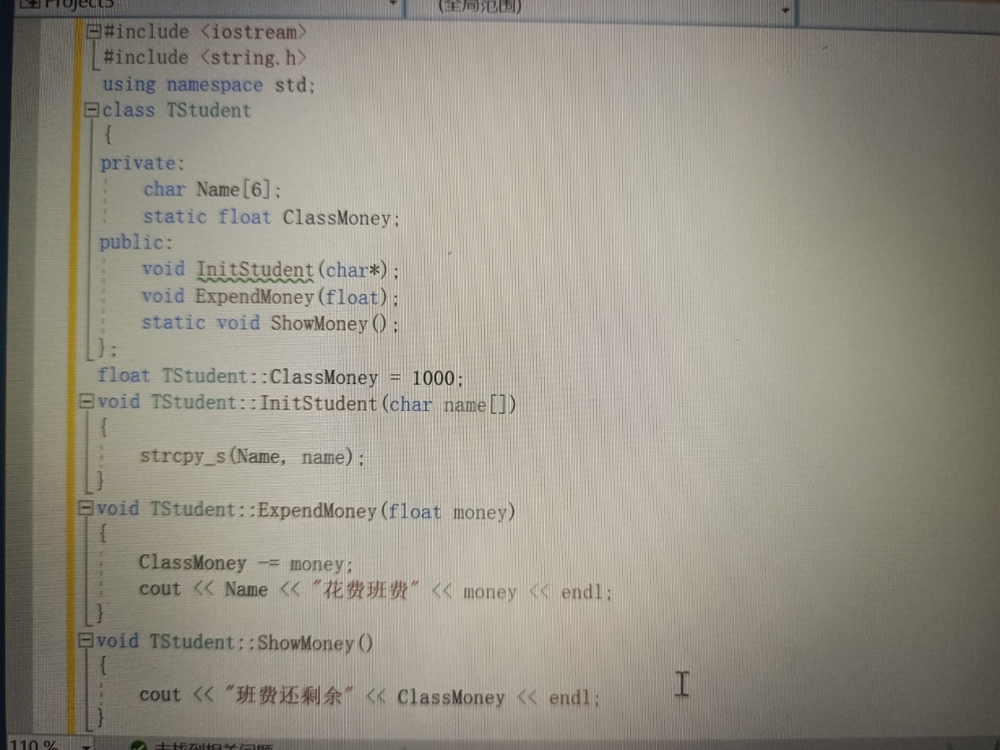 Project5
(全局范围)
#include <iostream>
#include <string.h>
using namespace std;
class TStudent
{
private:
char Name[6];
static float ClassMoney;
public:
void InitStudent(char*);
void ExpendMoney(float);
static void ShowMoney();
};
float TStudent::ClassMoney = 1000;
void TStudent::InitStudent(char name[])
{
strcpy_s(Name, name);
}
void TStudent::ExpendMoney(float money)
{
ClassMoney -= money;
cout << Name << "花费班费" << money << endl;
}
void TStudent::ShowMoney()
{
cout << "班费还剩余" << ClassMoney << endl;
}
110 %
未找到相关问题